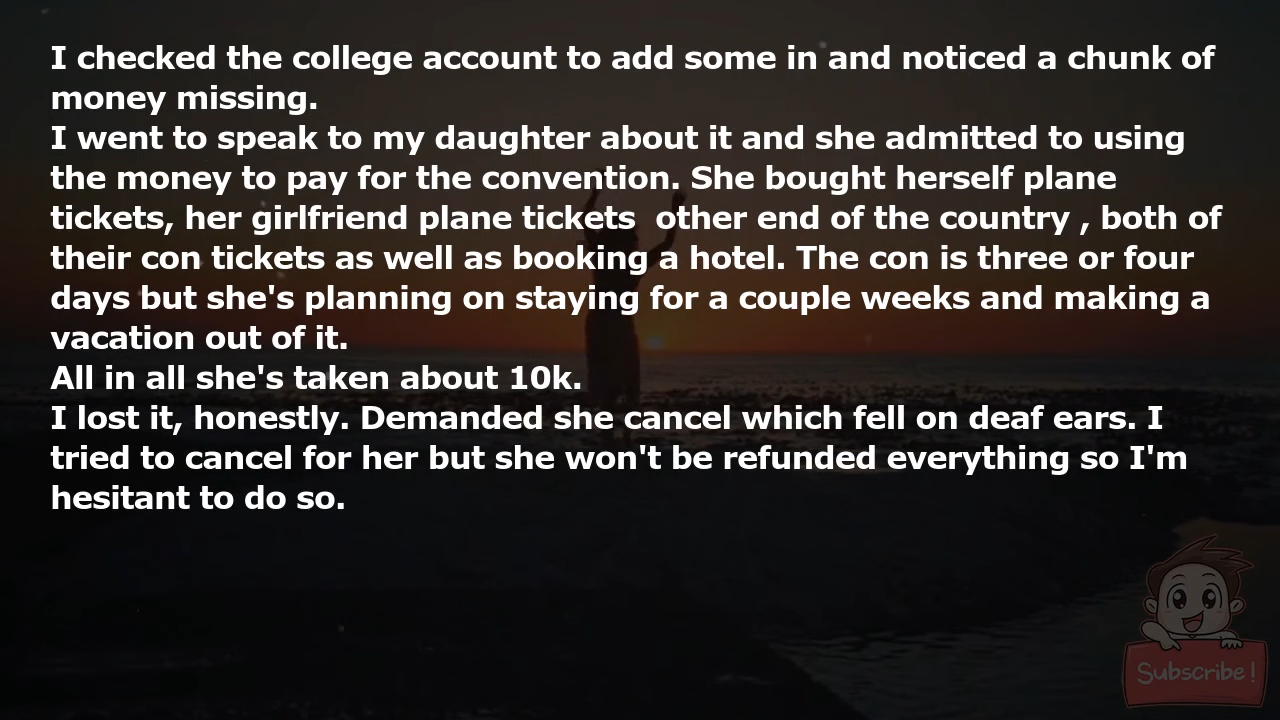 I checked the college account to add some in and noticed a chunk of
money missing.
I went to speak to my daughter about it and she admitted to using
the money to pay for the convention. She bought herself plane
tickets, her girlfriend plane tickets  other end of the country , both of
their con tickets as well as booking a hotel. The con is three or four
days but she's planning on staying for a couple weeks and making a
vacation out of it.
All in all she's taken about 10k.
I lost it, honestly. Demanded she cancel which fell on deaf ears. I
tried to cancel for her but she won't be refunded everything so I'm
hesitant to do so.
Subscribe!